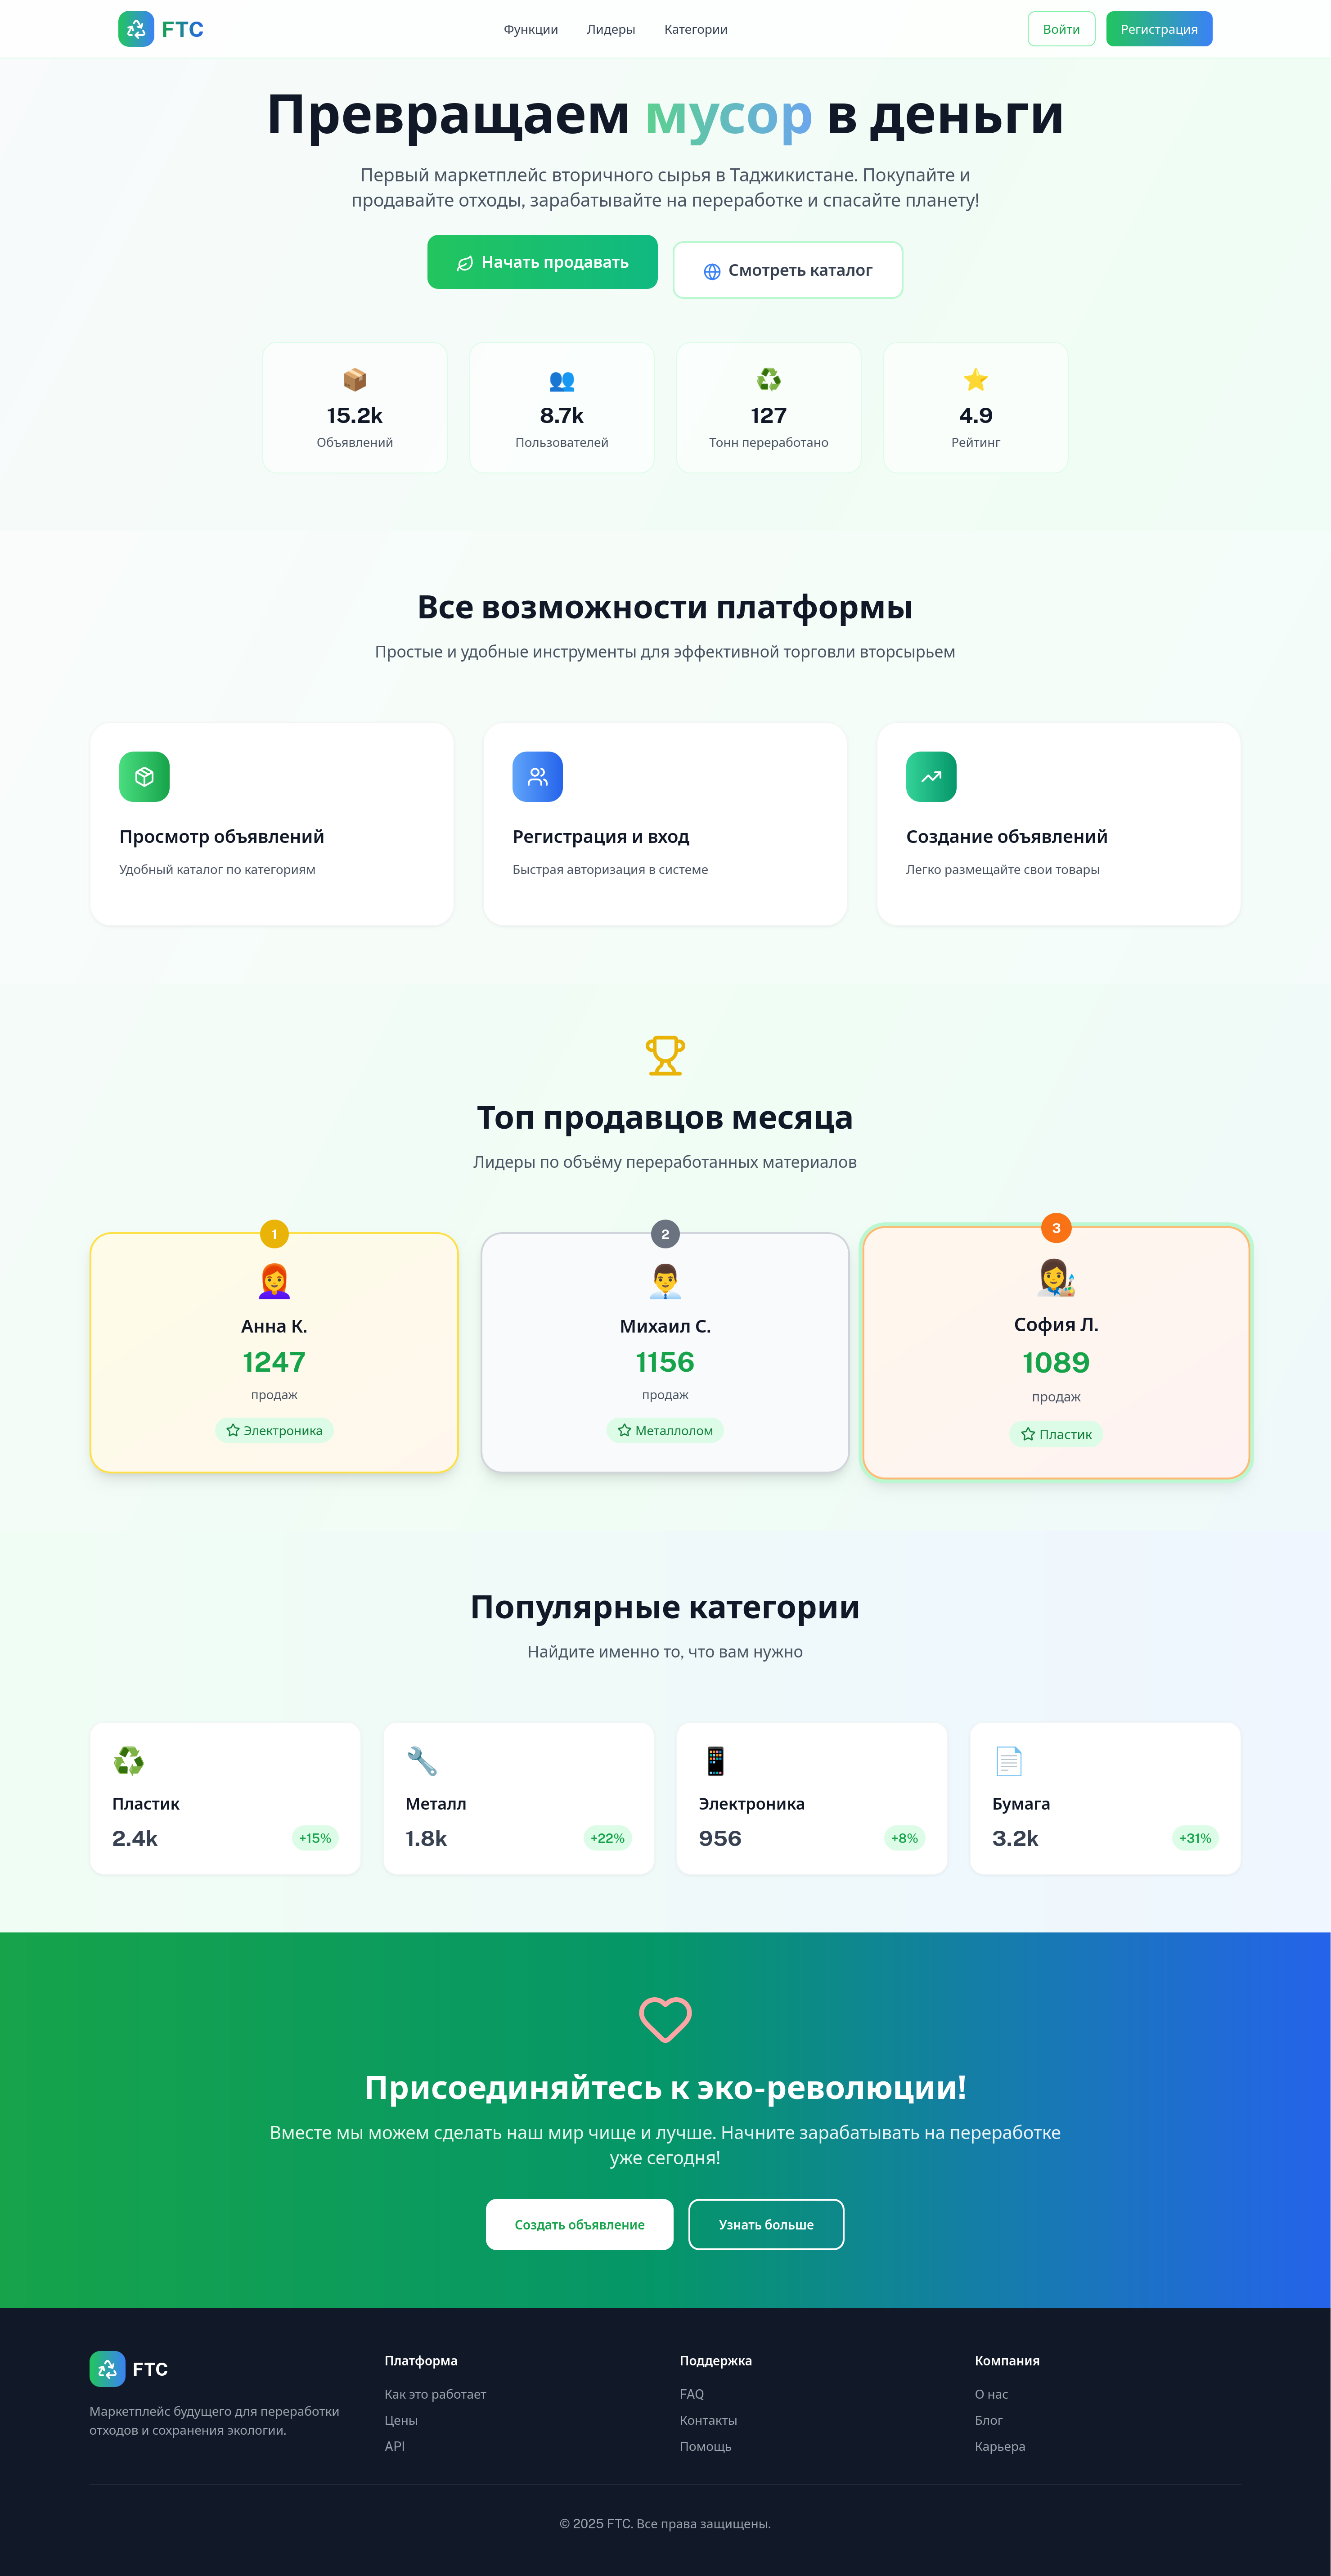 FTC
Функции
Лидеры
Категории
Войти
Регистрация
Превращаем мусор в деньги
Первый маркетплейс вторичного сырья в Таджикистане. Покупайте и
продавайте отходы, зарабатывайте на переработке и спасайте планету!
Начать продавать
Смотреть каталог
15.2k
Объявлений
8.7k
Пользователей
127
Тонн переработано
4.9
Рейтинг
Все возможности платформы
Простые и удобные инструменты для эффективной торговли вторсырьем
Просмотр объявлений
Удобный каталог по категориям
Регистрация и вход
Быстрая авторизация в системе
Создание объявлений
Легко размещайте свои товары
Топ продавцов месяца
Лидеры по объёму переработанных материалов
1
Анна К.
1247
продаж
Электроника
2
Михаил С.
1156
продаж
Металлолом
3
София Л.
1089
продаж
Пластик
Популярные категории
Найдите именно то, что вам нужно
Пластик
2.4k
+15%
Металл
1.8k
+22%
Электроника
956
+8%
Бумага
3.2k
+31%
Присоединяйтесь к эко-революции!
Вместе мы можем сделать наш мир чище и лучше. Начните зарабатывать на переработке
уже сегодня!
Создать объявление
Узнать больше
FTC
Маркетплейс будущего для переработки
отходов и сохранения экологии.
Платформа
Как это работает
Цены
API
Поддержка
FAQ
Контакты
Помощь
Компания
О нас
Блог
Карьера
© 2025 FTC. Все права защищены.